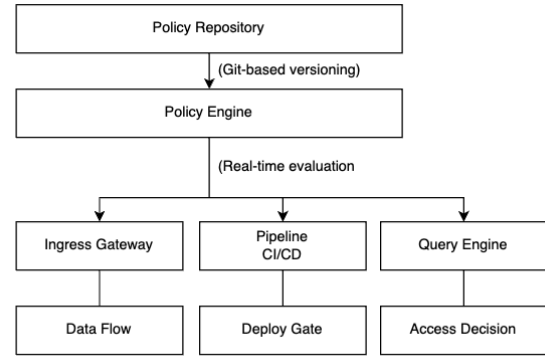 Policy Repository
(Git-based versioning)
Policy Engine
(Real-time evaluation
Ingress Gateway
Pipeline
CI/CD
Query Engine
Data Flow
Deploy Gate
Access Decision